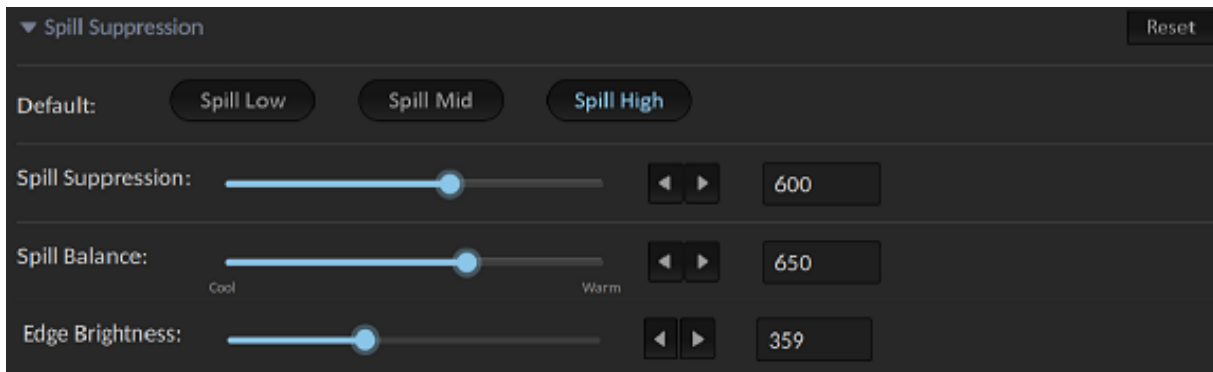 Spill Suppression Reset
Default: Spill Low Spill Mid Spill High
Spill Suppression: 600
Spill Balance: 650
Cool Warm
Edge Brightness: 359